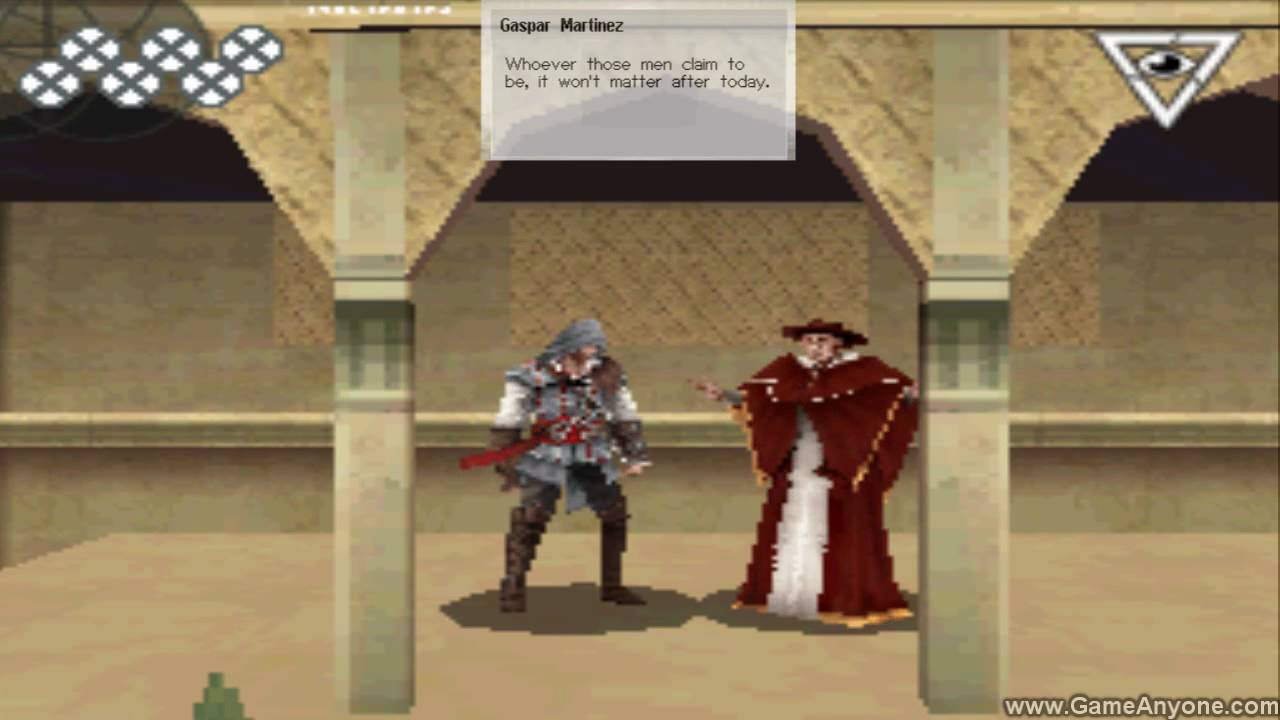 Gaspar Martinez
Whoever those men claim to
be, it won't matter after today.
www.GameAnyone.com